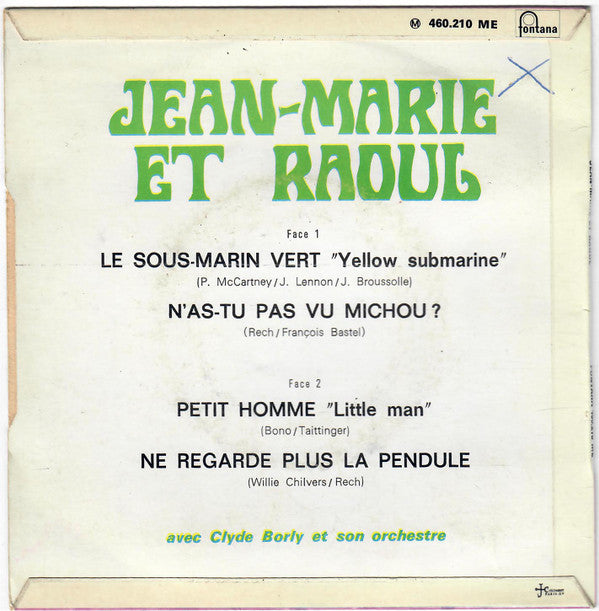 Ⓜ 460.210 ME
fontana
JEAN-MARIE
ET RAOUL
Face 1
LE SOUS-MARIN VERT "Yellow submarine"
(P. McCartney/J. Lennon/J. Broussolle)
N'AS-TU PAS VU MICHOU?
(Rech/François Bastel)
Face 2
PETIT HOMME "Little man"
(Bono/Taittinger)
NE REGARDE PLUS LA PENDULE
(Willie Chilvers/Rech)
avec Clyde Borly et son orchestre